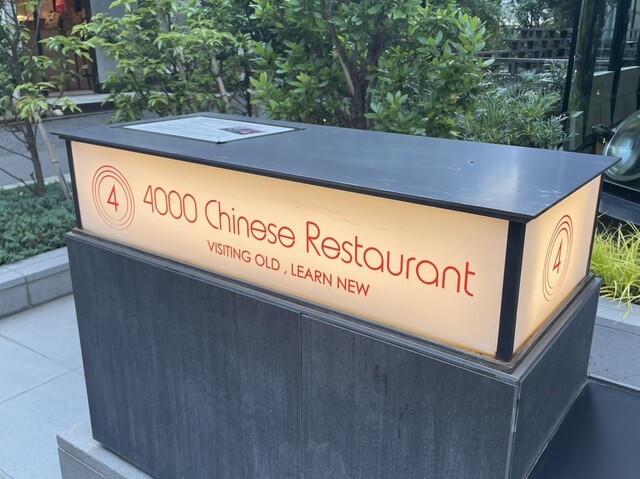 4
4000 Chinese Restaurant
VISITING OLD , LEARN NEW
4